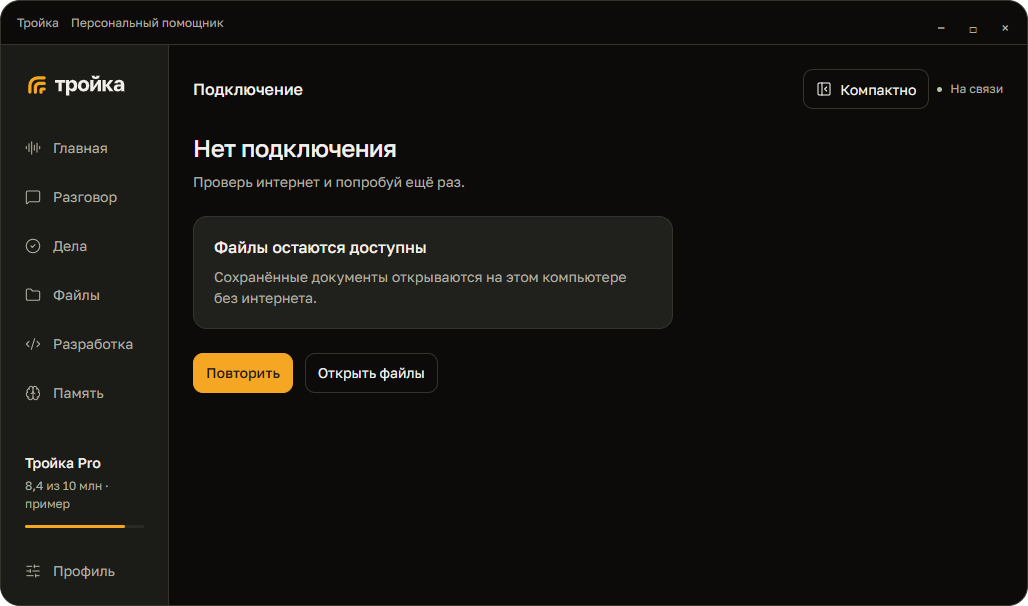 Тройка Персональный помощник
тройка
Главная
Разговор
Дела
Файлы
Разработка
Память
Тройка Pro
8,4 из 10 млн ·
пример
Профиль
Подключение
Компактно
На связи
Нет подключения
Проверь интернет и попробуй ещё раз.
Файлы остаются доступны
Сохранённые документы открываются на этом компьютере
без интернета.
Повторить
Открыть файлы